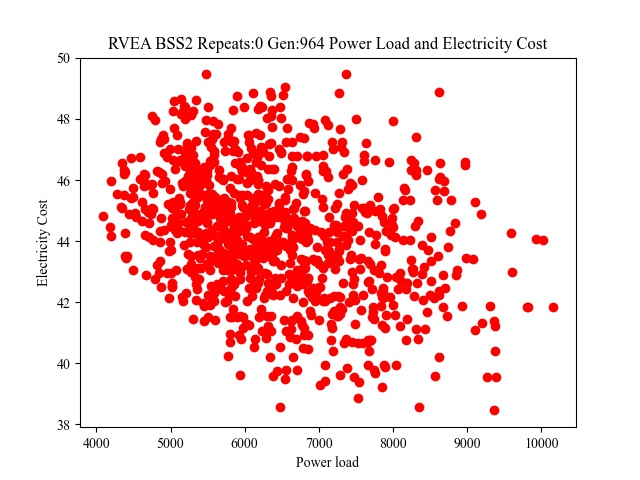 RVEA BSS2 Repeats:0 Gen:964 Power Load and Electricity Cost
50
48
46
44
42
40
38
Electricity Cost
4000 5000 6000 7000 8000 9000 10000
Power load